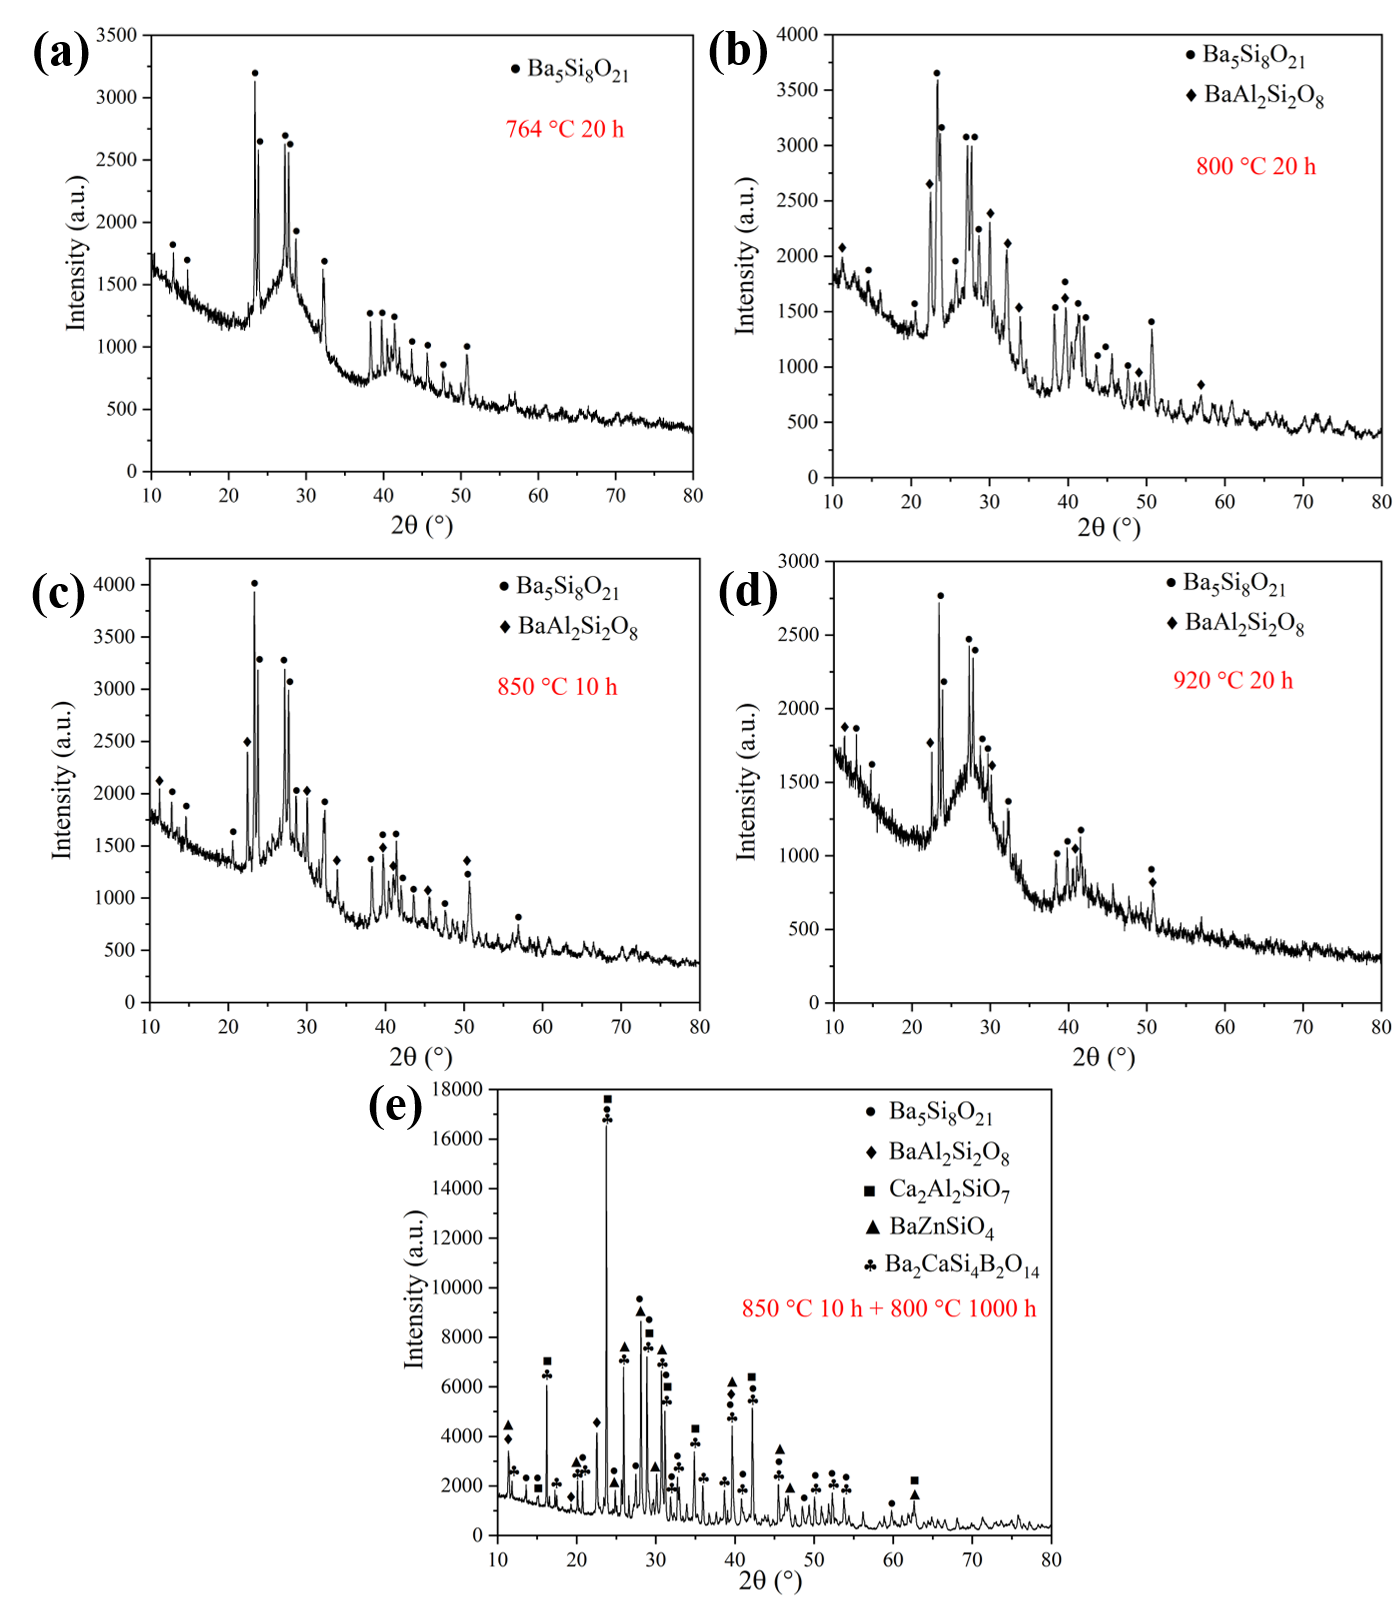 (a)
3500
3000
2500
2000
1500
1000
500
0
Intensity (a.u.)
● Ba₅Si₈O₂₁
764 °C 20 h
10 20 30 40 50 60 70 80
2θ (°)
(b)
4000
3500
3000
2500
2000
1500
1000
500
0
Intensity (a.u.)
● Ba₅Si₈O₂₁
♦ BaAl₂Si₂O₈
800 °C 20 h
10 20 30 40 50 60 70 80
2θ (°)
(c)
4000
3500
3000
2500
2000
1500
1000
500
0
Intensity (a.u.)
● Ba₅Si₈O₂₁
♦ BaAl₂Si₂O₈
850 °C 10 h
10 20 30 40 50 60 70 80
2θ (°)
(d)
3000
2500
2000
1500
1000
500
0
Intensity (a.u.)
● Ba₅Si₈O₂₁
♦ BaAl₂Si₂O₈
920 °C 20 h
10 20 30 40 50 60 70 80
2θ (°)
(e)
18000
16000
14000
12000
10000
8000
6000
4000
2000
0
Intensity (a.u.)
● Ba₅Si₈O₂₁
♦ BaAl₂Si₂O₈
■ Ca₂Al₂SiO₇
▲ BaZnSiO₄
♣ Ba₂CaSi₄B₂O₁₄
850 °C 10 h + 800 °C 1000 h
10 20 30 40 50 60 70 80
2θ (°)